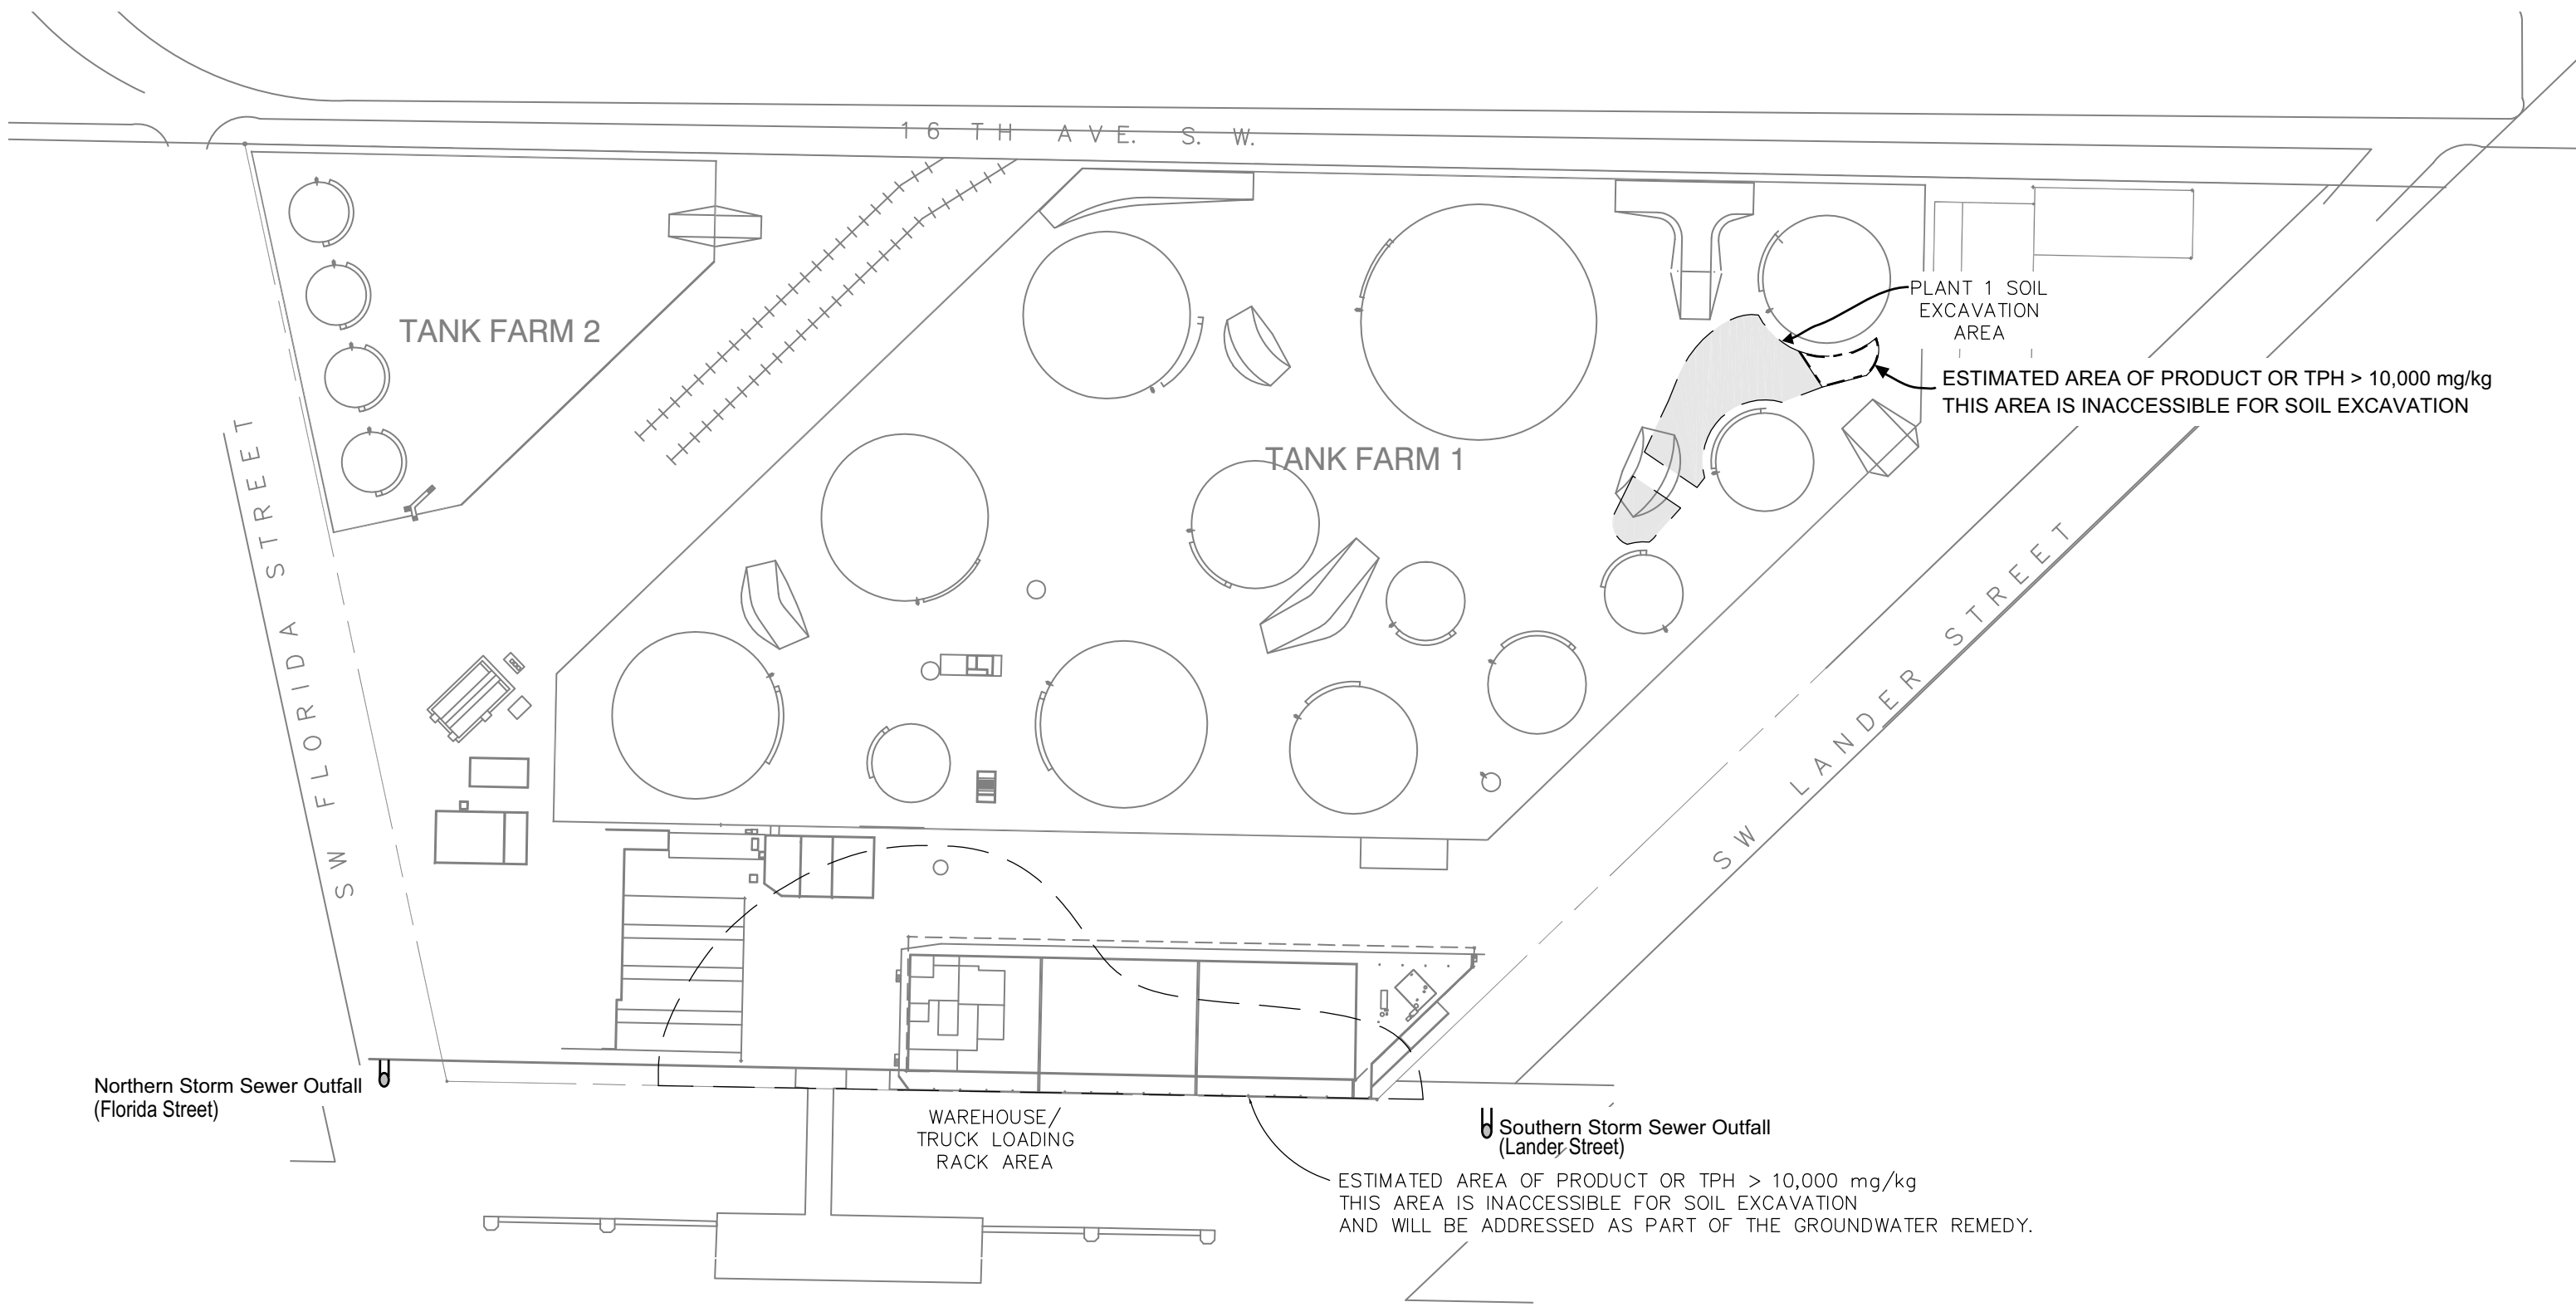 16TH AVE. S.W.
TANK FARM 2
PLANT 1 SOIL
EXCAVATION
AREA
ESTIMATED AREA OF PRODUCT OR TPH > 10,000 mg/kg
THIS AREA IS INACCESSIBLE FOR SOIL EXCAVATION
TANK FARM 1
SW FLORIDA STREET
SW LANDER STREET
Northern Storm Sewer Outfall
(Florida Street)
WAREHOUSE/
TRUCK LOADING
RACK AREA
Southern Storm Sewer Outfall
(Lander Street)
ESTIMATED AREA OF PRODUCT OR TPH > 10,000 mg/kg
THIS AREA IS INACCESSIBLE FOR SOIL EXCAVATION
AND WILL BE ADDRESSED AS PART OF THE GROUNDWATER REMEDY.